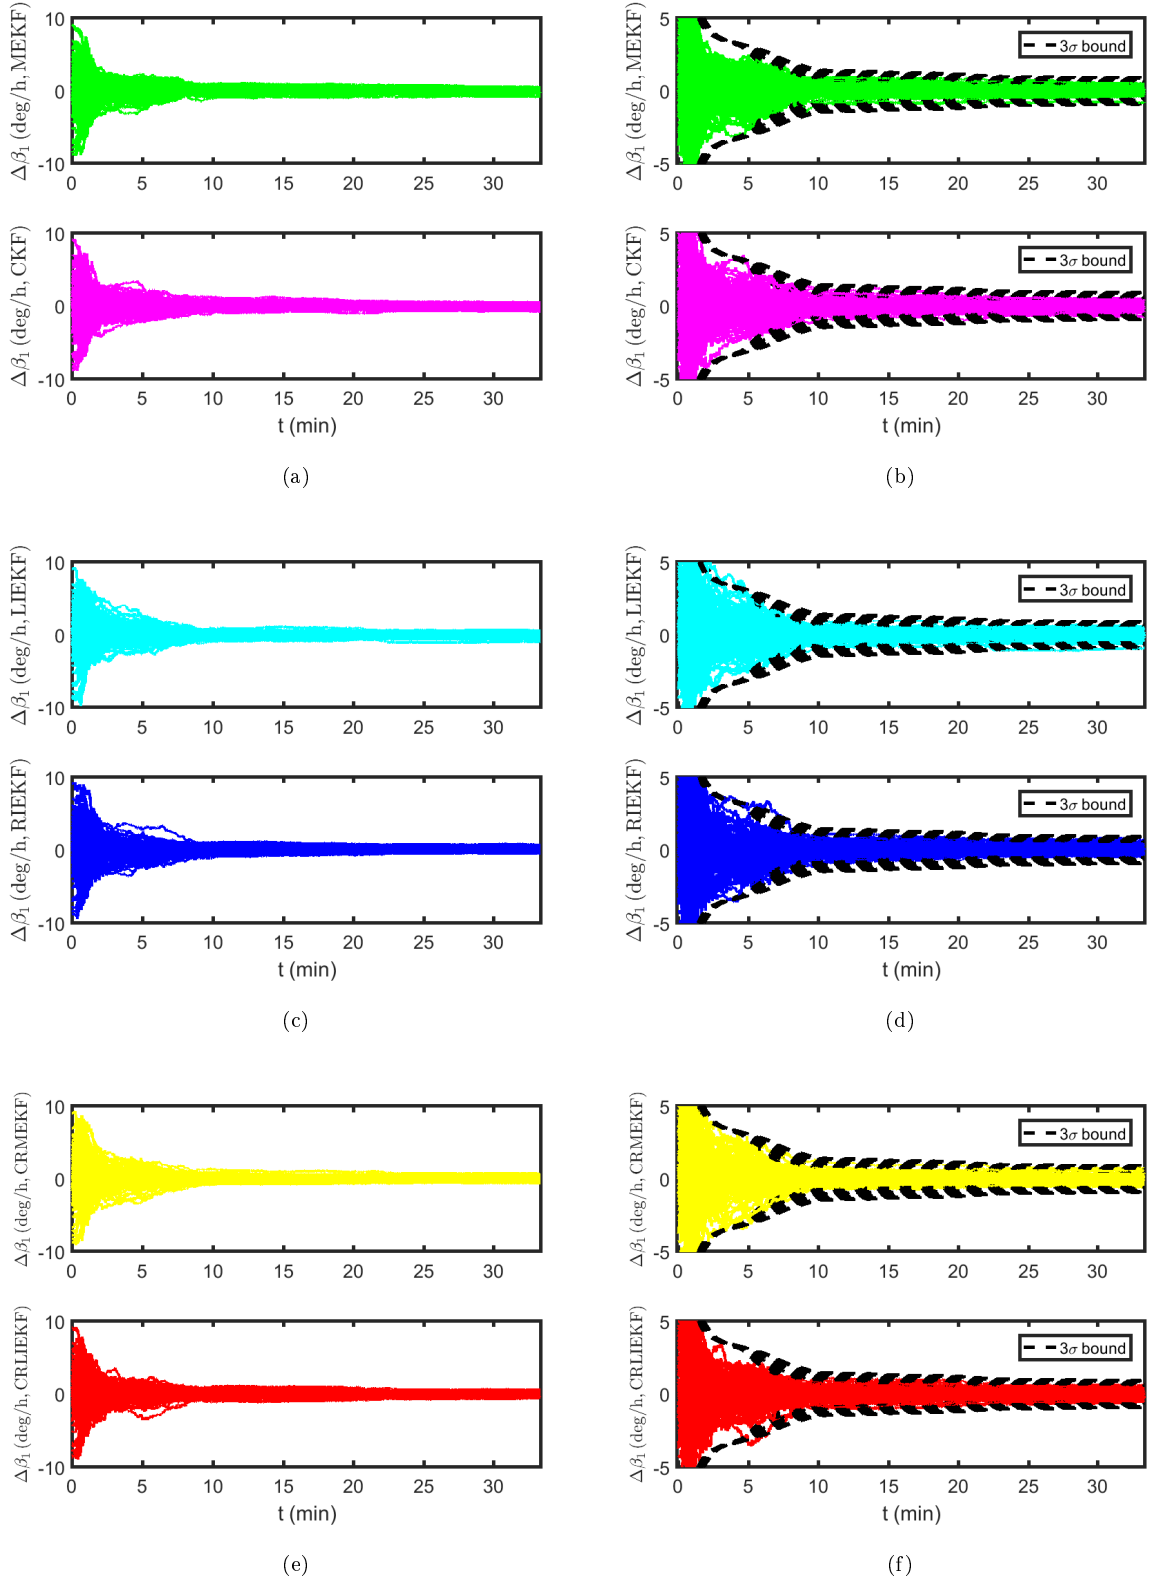 Δβ₁ (deg/h, MEKF)
10
0
-10
0 5 10 15 20 25 30
Δβ₁ (deg/h, MEKF)
5
0
-5
3σ bound
0 5 10 15 20 25 30
Δβ₁ (deg/h, CKF)
10
0
-10
0 5 10 15 20 25 30
t (min)
Δβ₁ (deg/h, CKF)
5
0
-5
3σ bound
0 5 10 15 20 25 30
t (min)
(a)
(b)
Δβ₁ (deg/h, LIEKF)
10
0
-10
0 5 10 15 20 25 30
Δβ₁ (deg/h, LIEKF)
5
0
-5
3σ bound
0 5 10 15 20 25 30
Δβ₁ (deg/h, RIEKF)
10
0
-10
0 5 10 15 20 25 30
t (min)
Δβ₁ (deg/h, RIEKF)
5
0
-5
3σ bound
0 5 10 15 20 25 30
t (min)
(c)
(d)
Δβ₁ (deg/h, CRMEKF)
10
0
-10
0 5 10 15 20 25 30
Δβ₁ (deg/h, CRMEKF)
5
0
-5
3σ bound
0 5 10 15 20 25 30
Δβ₁ (deg/h, CRLIEKF)
10
0
-10
0 5 10 15 20 25 30
t (min)
Δβ₁ (deg/h, CRLIEKF)
5
0
-5
3σ bound
0 5 10 15 20 25 30
t (min)
(e)
(f)